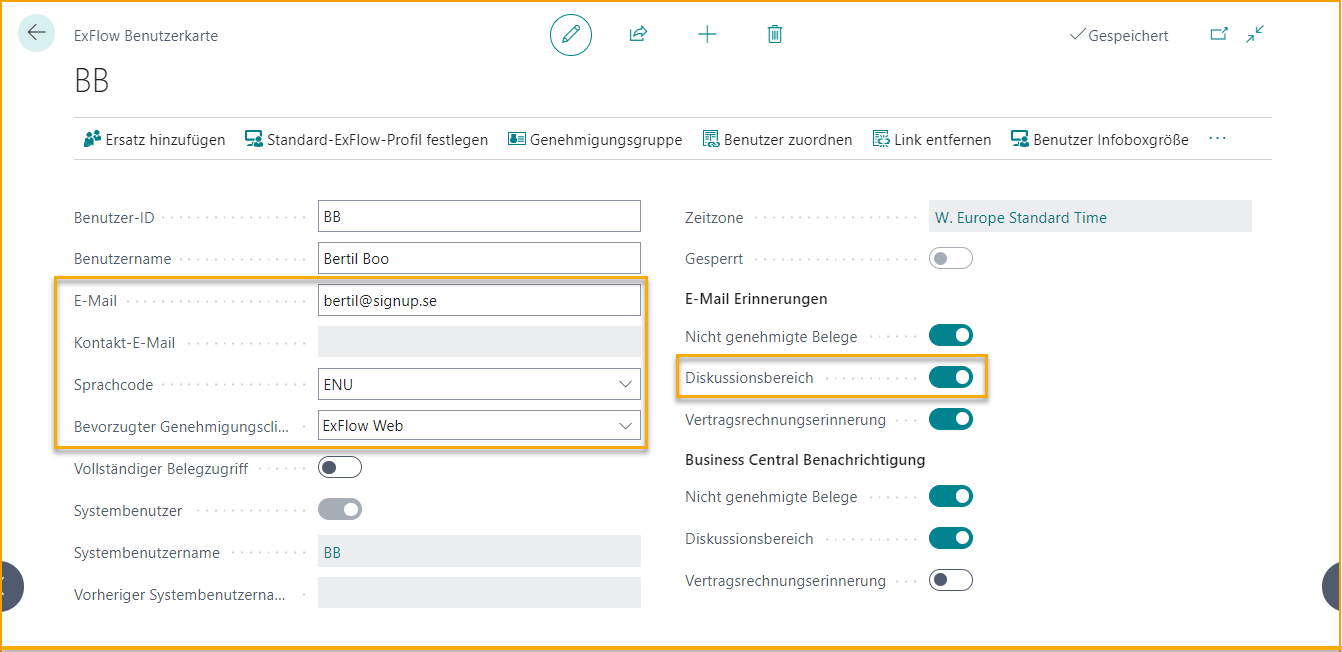 ExFlow Benutzerkarte
Gespeichert
BB
Ersatz hinzufügen Standard-ExFlow-Profil festlegen Genehmigungsgruppe Benutzer zuordnen Link entfernen Benutzer Infoboxgröße ...
Benutzer-ID BB
Benutzername Bertil Boo
E-Mail bertil@signup.se
Kontakt-E-Mail
Sprachcode ENU
Bevorzugter Genehmigungscli... ExFlow Web
Vollständiger Belegzugriff
Systembenutzer
Systembenutzername BB
Vorheriger Systembenutzerna...
Zeitzone W. Europe Standard Time
Gesperrt
E-Mail Erinnerungen
Nicht genehmigte Belege
Diskussionsbereich
Vertragsrechnungserinnerung
Business Central Benachrichtigung
Nicht genehmigte Belege
Diskussionsbereich
Vertragsrechnungserinnerung